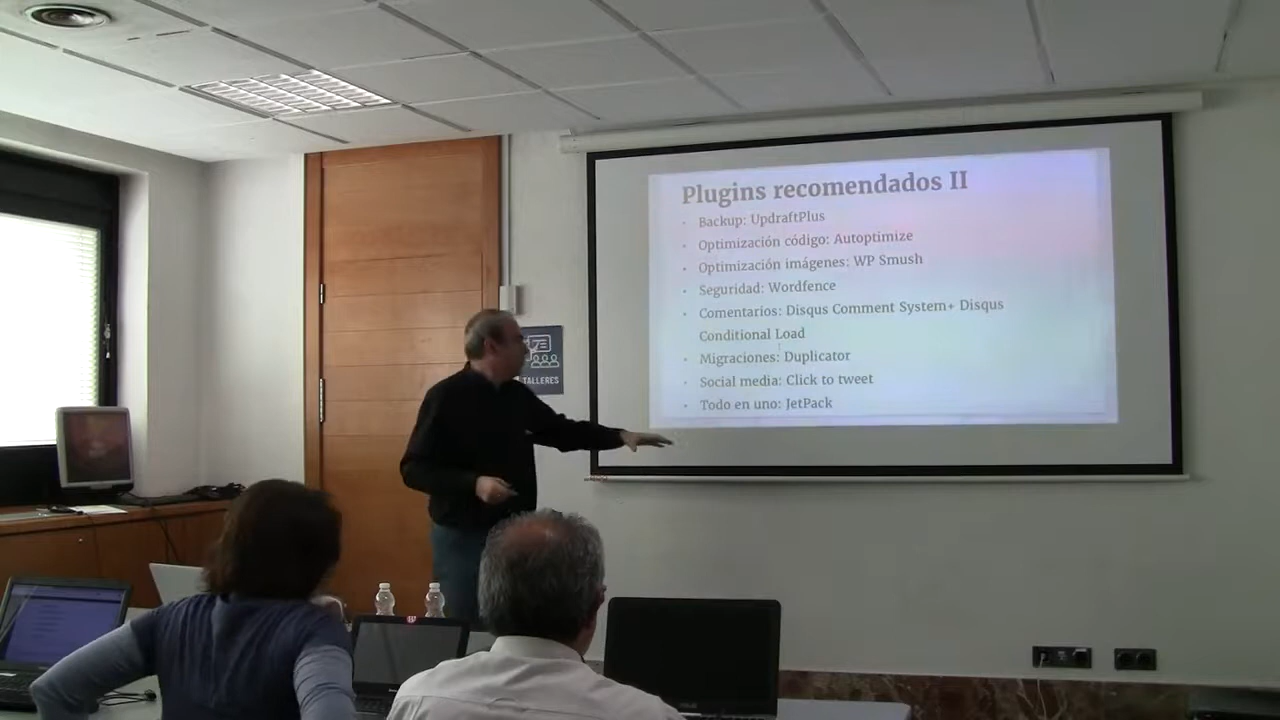 Plugins recomendados II
· Backup: UpdraftPlus
· Optimización código: Autoptimize
· Optimización imágenes: WP Smush
· Seguridad: Wordfence
· Comentarios: Disqus Comment System+ Disqus
Conditional Load
· Migraciones: Duplicator
· Social media: Click to tweet
· Todo en uno: JetPack
TALLERES